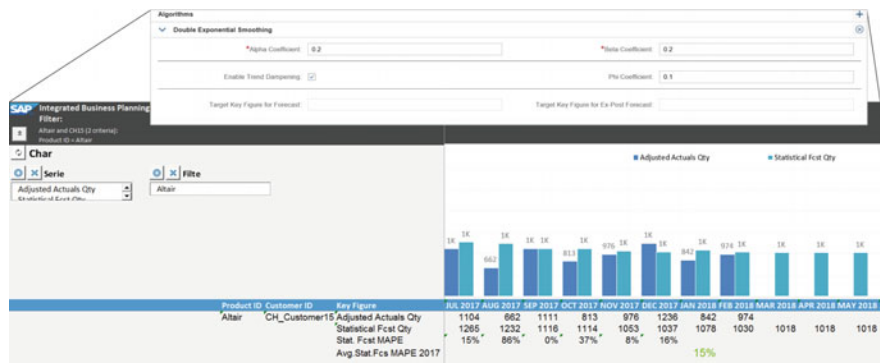 Algorithms
Double Exponential Smoothing
*Alpha Coefficient: 0.2 *Beta Coefficient: 0.2
Enable Trend Dampening: Phi Coefficient: 0.1
Target Key Figure for Forecast: Target Key Figure for Ex-Post Forecast:
SAP Integrated Business Planning
Filter:
Altair and CH15 (2 criteria):
Product ID = Altair
Char
Serie Filte
Adjusted Actuals Qty Altair
Statistical Fcst Qty
Adjusted Actuals Qty Statistical Fcst Qty
1K 1K 662 1K 1K 1K 813 1K 976 1K 1K 1K 842 1K 974 1K 1K 1K 1K
Product ID Customer ID Key Figure JUL 2017 AUG 2017 SEP 2017 OCT 2017 NOV 2017 DEC 2017 JAN 2018 FEB 2018 MAR 2018 APR 2018 MAY 2018
Altair CH_Customer15 Adjusted Actuals Qty 1104 662 1111 813 976 1236 842 974
Statistical Fcst Qty 1265 1232 1116 1114 1053 1037 1078 1030 1018 1018 1018
Stat. Fcst MAPE 15% 86% 0% 37% 8% 16%
Avg.Stat.Fcs MAPE 2017 15%